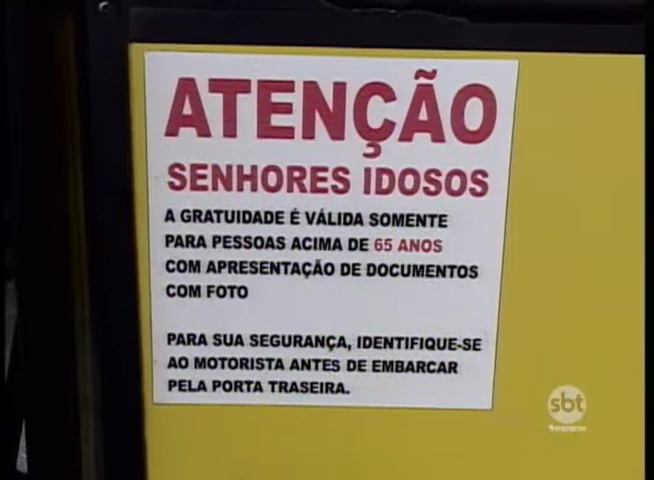 ATENÇÃO
SENHORES IDOSOS
A GRATUIDADE É VÁLIDA SOMENTE
PARA PESSOAS ACIMA DE 65 ANOS
COM APRESENTAÇÃO DE DOCUMENTOS
COM FOTO
PARA SUA SEGURANÇA, IDENTIFIQUE-SE
AO MOTORISTA ANTES DE EMBARCAR
PELA PORTA TRASEIRA.
sbt